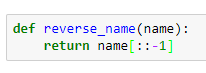 def reverse_name(name):
    return name[::-1]